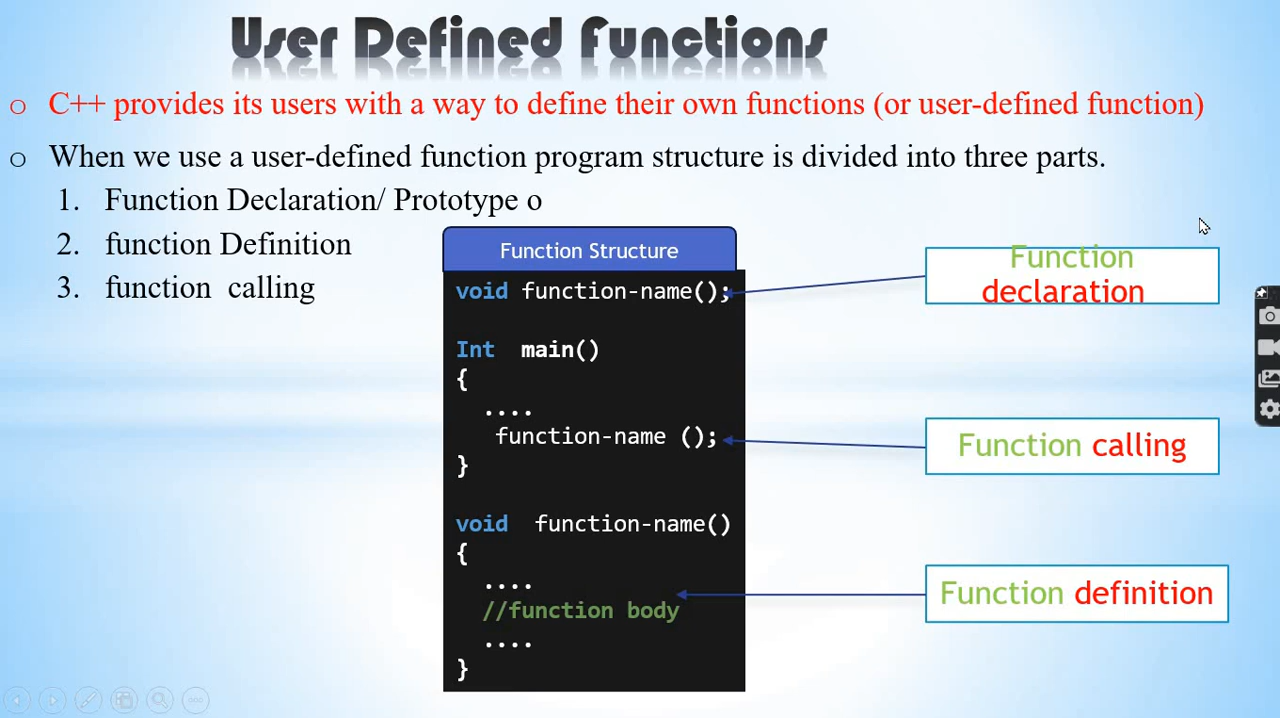 User Defined Functions
o C++ provides its users with a way to define their own functions (or user-defined function)
o When we use a user-defined function program structure is divided into three parts.
1. Function Declaration/ Prototype o
2. function Definition
3. function calling
Function Structure
void function-name();
Int main()
{
....
function-name ();
}
void function-name()
{
....
//function body
....
}
Function
declaration
Function calling
Function definition